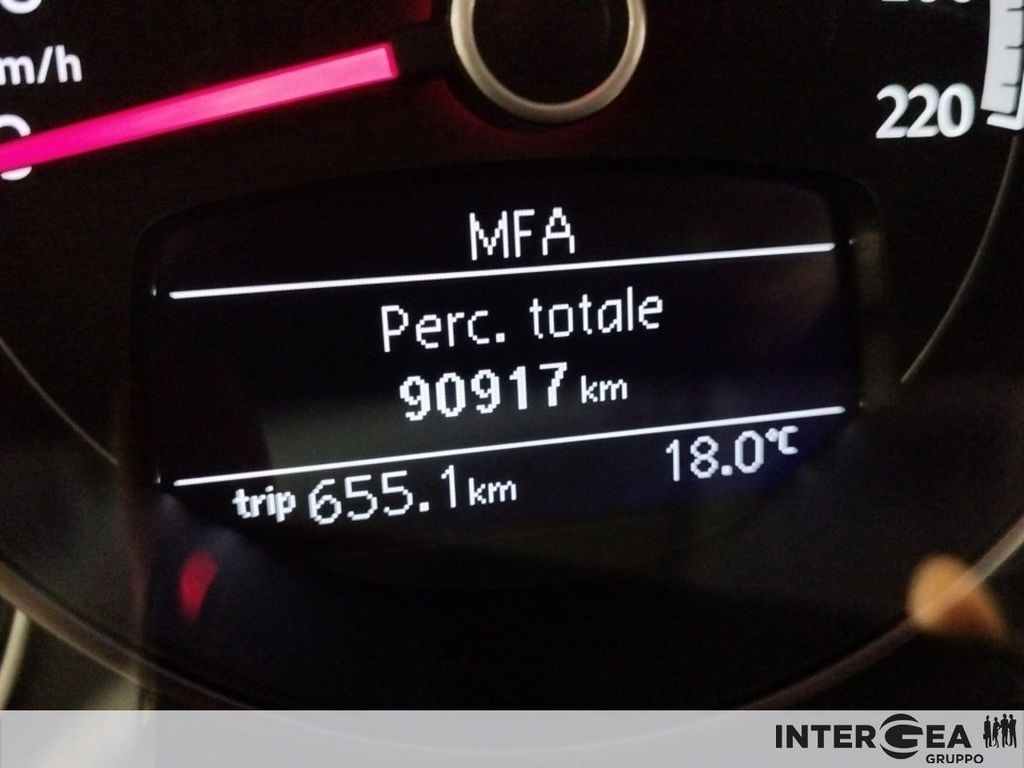 m/h
220
MFA
Perc. totale
90917 km
trip 655.1 km 18.0°C
INTERGEA
GRUPPO